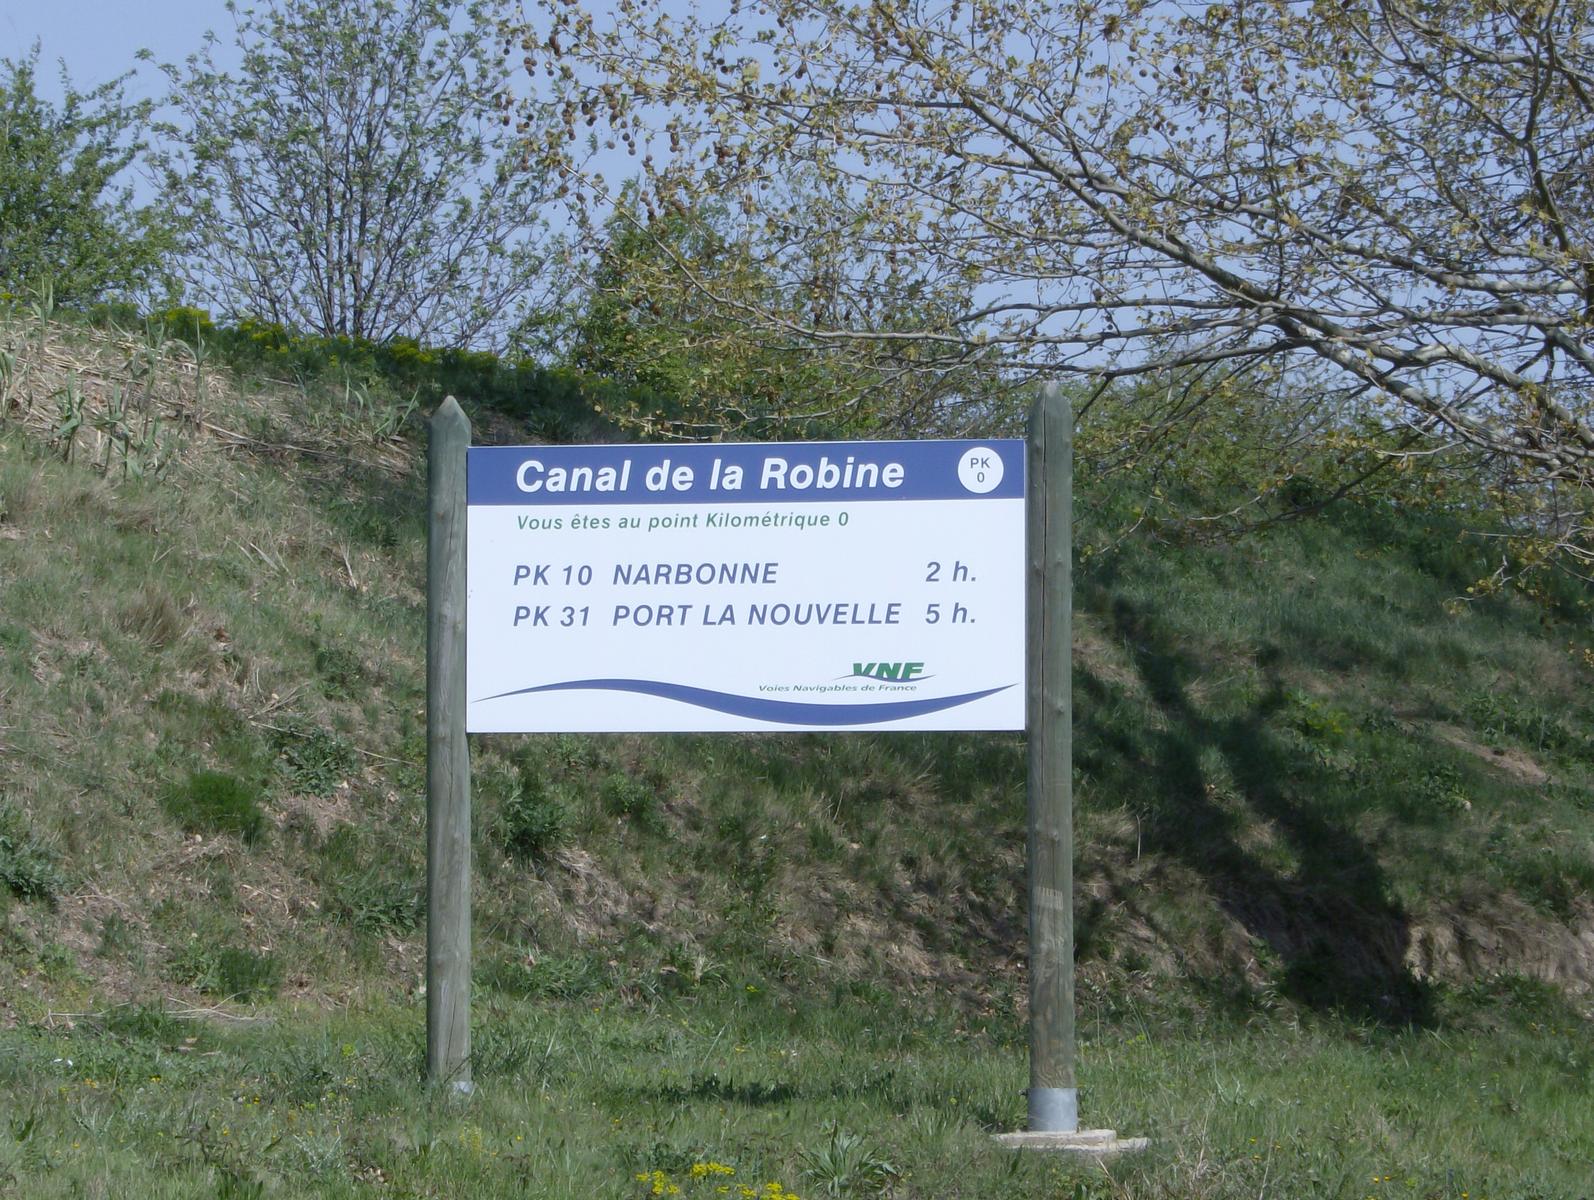 Canal de la Robine
PK
0
Vous êtes au point Kilométrique 0
PK 10 NARBONNE 2 h.
PK 31 PORT LA NOUVELLE 5 h.
VNF
Voies Navigables de France